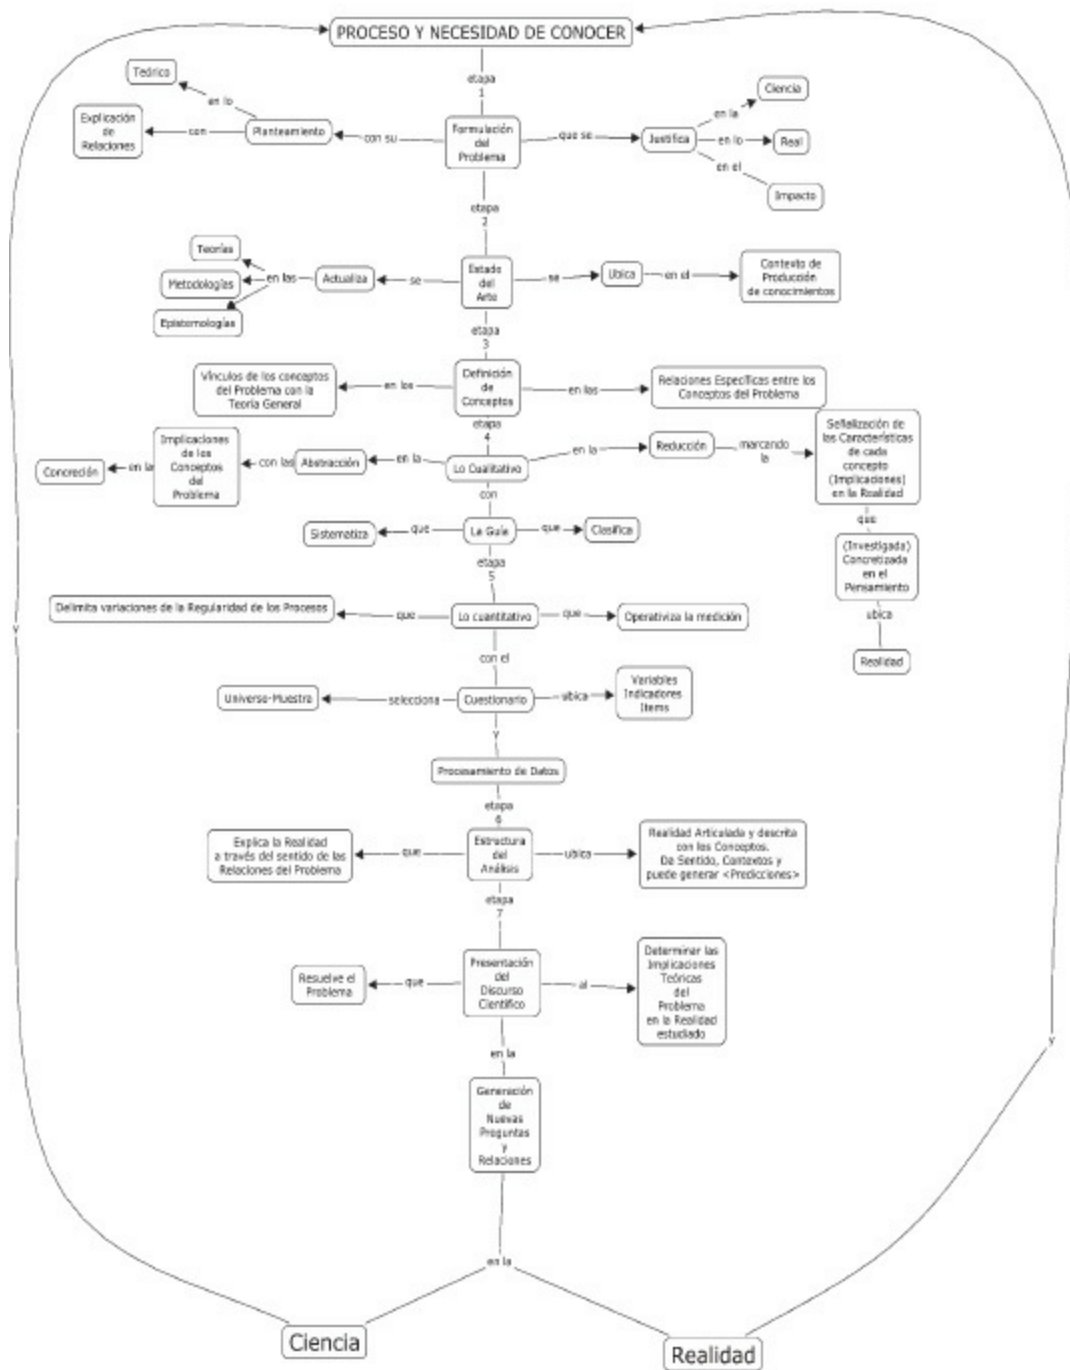 PROCESO Y NECESIDAD DE CONOCER
etapa
1
Teórico
en lo
Explicación
de
Relaciones
con
Planteamiento
con su
Formulación
del
Problema
que se
Justifica
en la
Ciencia
en lo
Real
en el
Impacto
etapa
2
Teorías
Metodologías
Epistemologías
en las
Actualiza
se
Estado
del
Arte
se
Ubica
en el
Contexto de
Producción
de conocimientos
etapa
3
Vínculos de los conceptos
del Problema con la
Teoría General
en los
Definición
de
Conceptos
en las
Relaciones Específicas entre los
Conceptos del Problema
etapa
4
Concreción
en la
Implicaciones
de los
Conceptos
del
Problema
con las
Abstracción
en la
Lo Cualitativo
en la
Reducción
marcando
la
Señalización de
las Características
de cada
concepto
(Implicaciones)
en la Realidad
que
(Investigada)
Concretizada
en el
Pensamiento
ubica
Realidad
con
Sistematiza
que
La Guía
que
Clasifica
etapa
5
Delimita variaciones de la Regularidad de los Procesos
que
Lo cuantitativo
que
Operativiza la medición
con el
Universo-Muestra
selecciona
Cuestionario
ubica
Variables
Indicadores
Items
y
Procesamiento de Datos
etapa
6
Explica la Realidad
a través del sentido de las
Relaciones del Problema
que
Estructura
del
Análisis
ubica
Realidad Articulada y descrita
con los Conceptos.
Da Sentido, Contextos y
puede generar <Predicciones>
etapa
7
Resuelve el
Problema
que
Presentación
del
Discurso
Científico
al
Determinar las
Implicaciones
Teóricas
del
Problema
en la Realidad
estudiado
en la
Generación
de
Nuevas
Preguntas
y
Relaciones
en la
Ciencia
Realidad
y
y